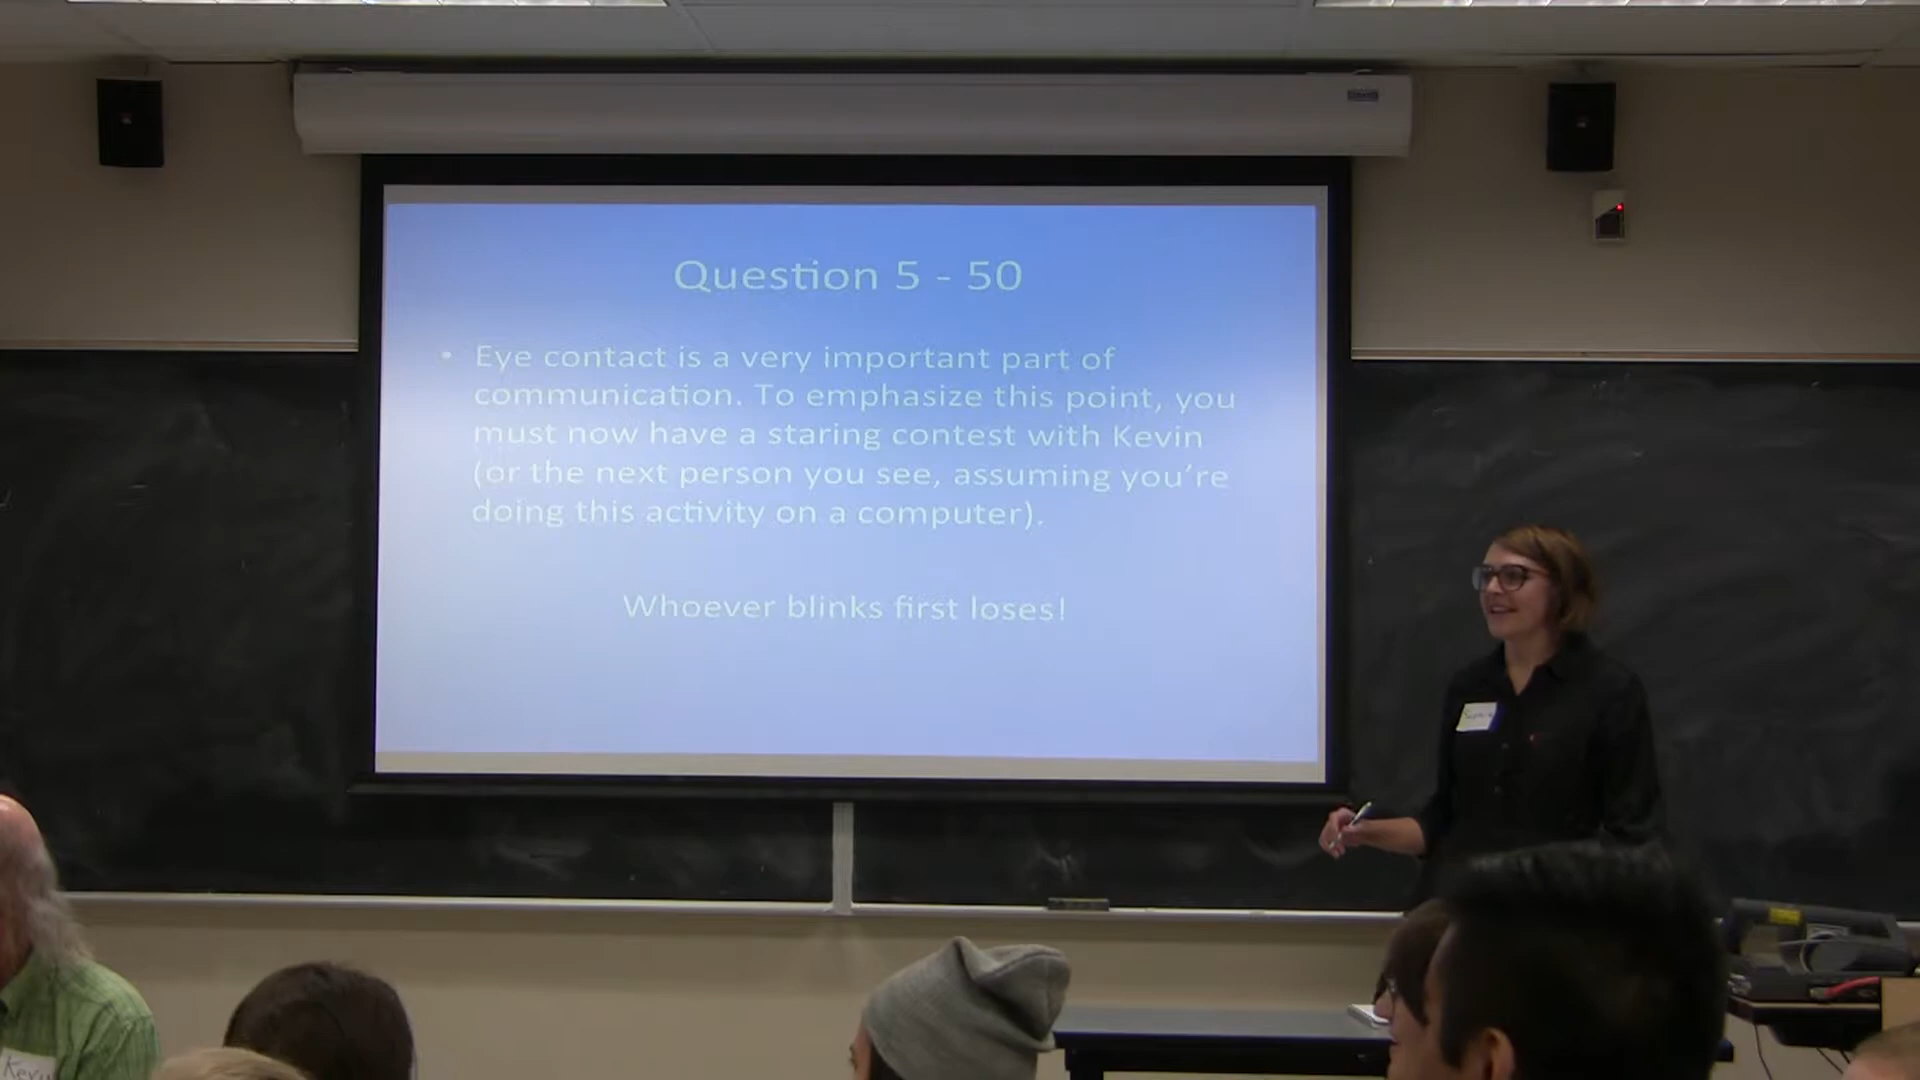 Question 5 - 50
• Eye contact is a very important part of
communication. To emphasize this point, you
must now have a staring contest with Kevin
(or the next person you see, assuming you're
doing this activity on a computer).
Whoever blinks first loses!